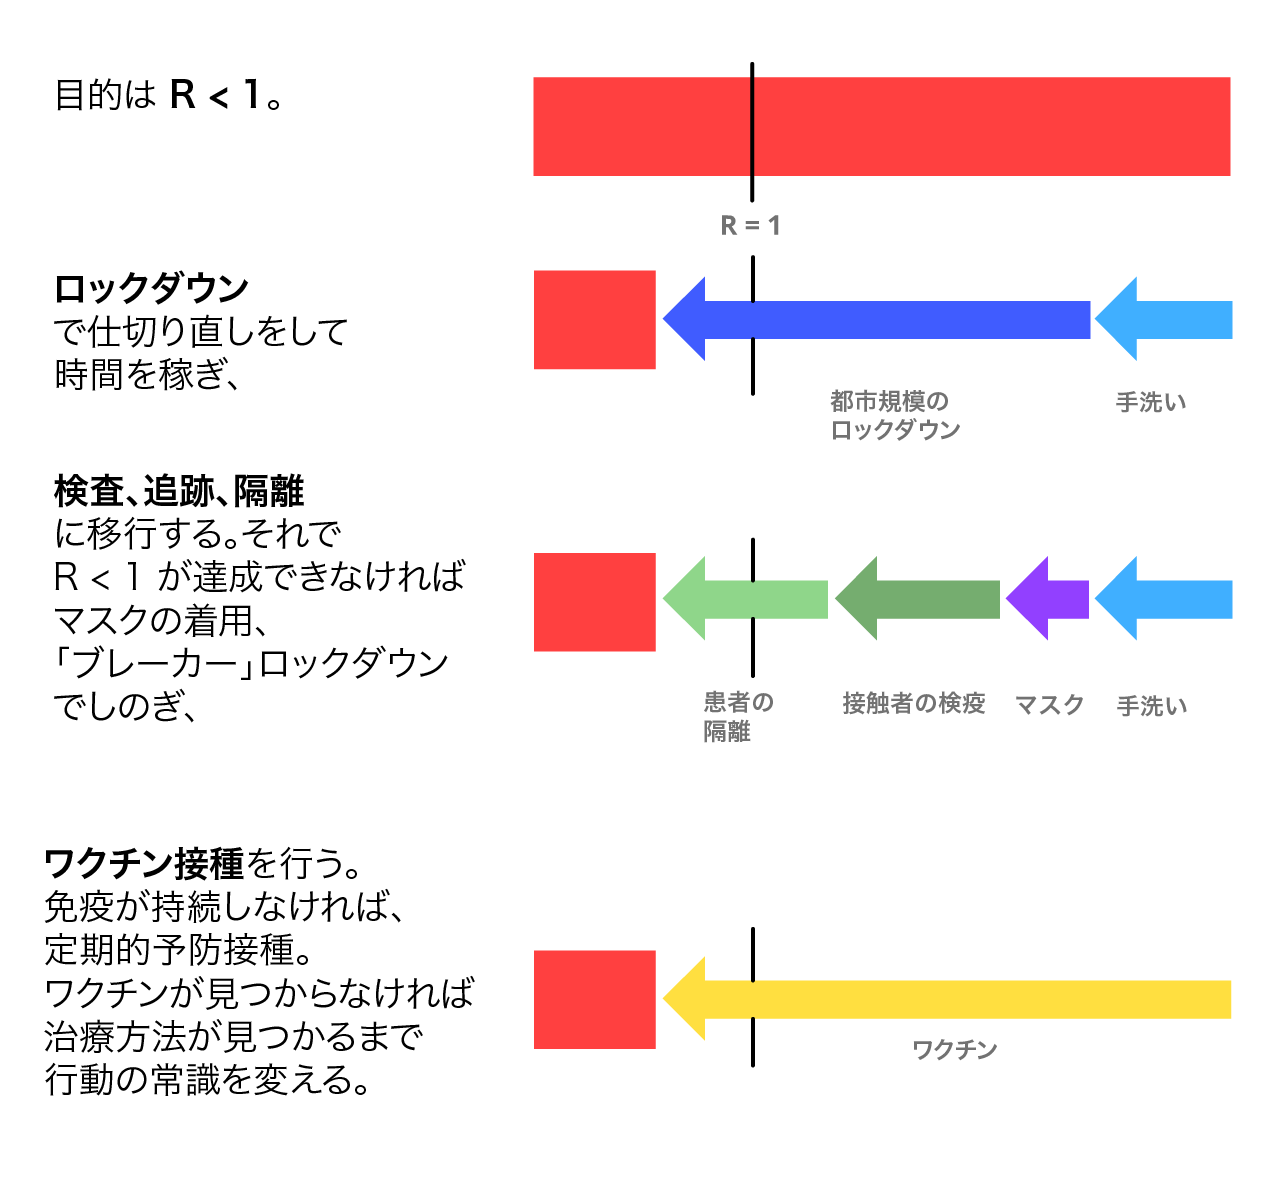 目的は R < 1。
R = 1
ロックダウン
で仕切り直しをして
時間を稼ぎ、
都市規模の
ロックダウン
手洗い
検査、追跡、隔離
に移行する。それで
R < 1 が達成できなければ
マスクの着用、
「ブレーカー」ロックダウン
でしのぎ、
患者の
隔離
接触者の検疫
マスク
手洗い
ワクチン接種を行う。
免疫が持続しなければ、
定期的予防接種。
ワクチンが見つからなければ
治療方法が見つかるまで
行動の常識を変える。
ワクチン